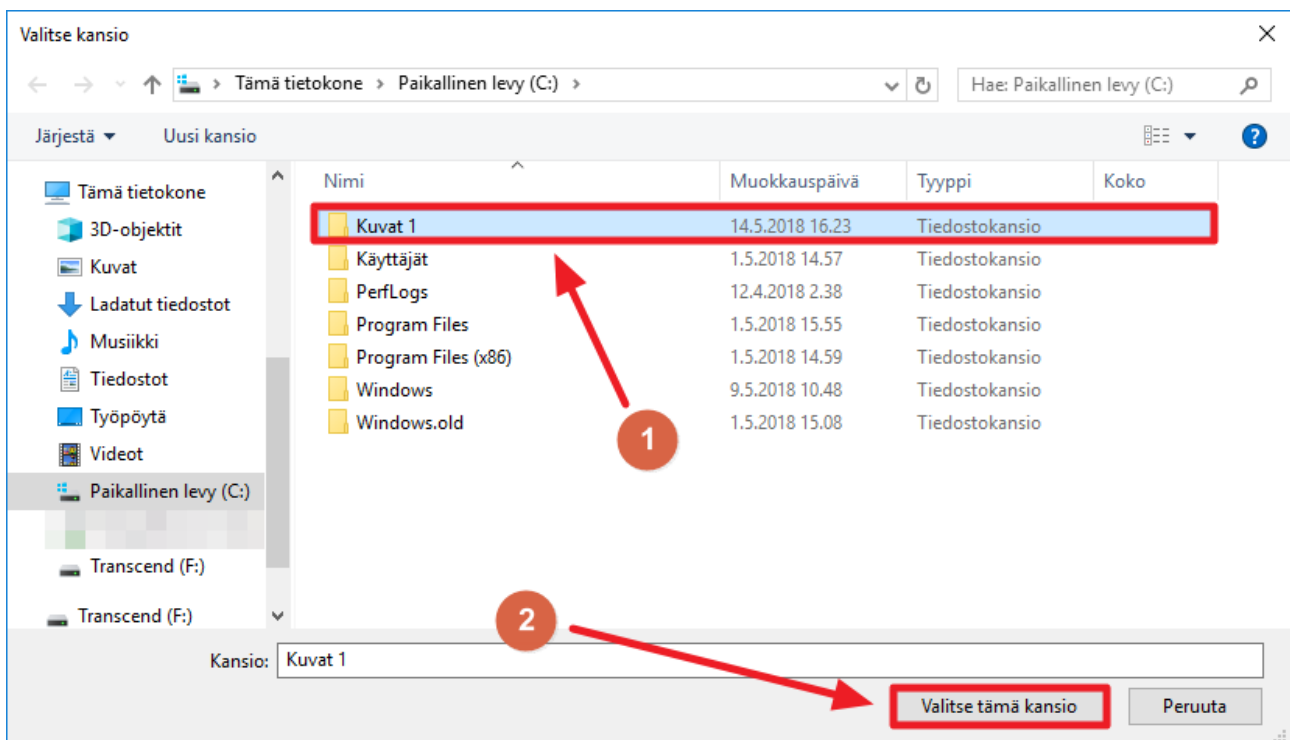 Valitse kansio
Tämä tietokone > Paikallinen levy (C:) >
Hae: Paikallinen levy (C:)
Järjestä
Uusi kansio
Tämä tietokone
3D-objektit
Kuvat
Ladatut tiedostot
Musiikki
Tiedostot
Työpöytä
Videot
Paikallinen levy (C:)
Transcend (F:)
Transcend (F:)
Nimi Muokkauspäivä Tyyppi Koko
Kuvat 1 14.5.2018 16.23 Tiedostokansio
Käyttäjät 1.5.2018 14.57 Tiedostokansio
PerfLogs 12.4.2018 2.38 Tiedostokansio
Program Files 1.5.2018 15.55 Tiedostokansio
Program Files (x86) 1.5.2018 14.59 Tiedostokansio
Windows 9.5.2018 10.48 Tiedostokansio
Windows.old 1.5.2018 15.08 Tiedostokansio
1
2
Kansio: Kuvat 1
Valitse tämä kansio
Peruuta